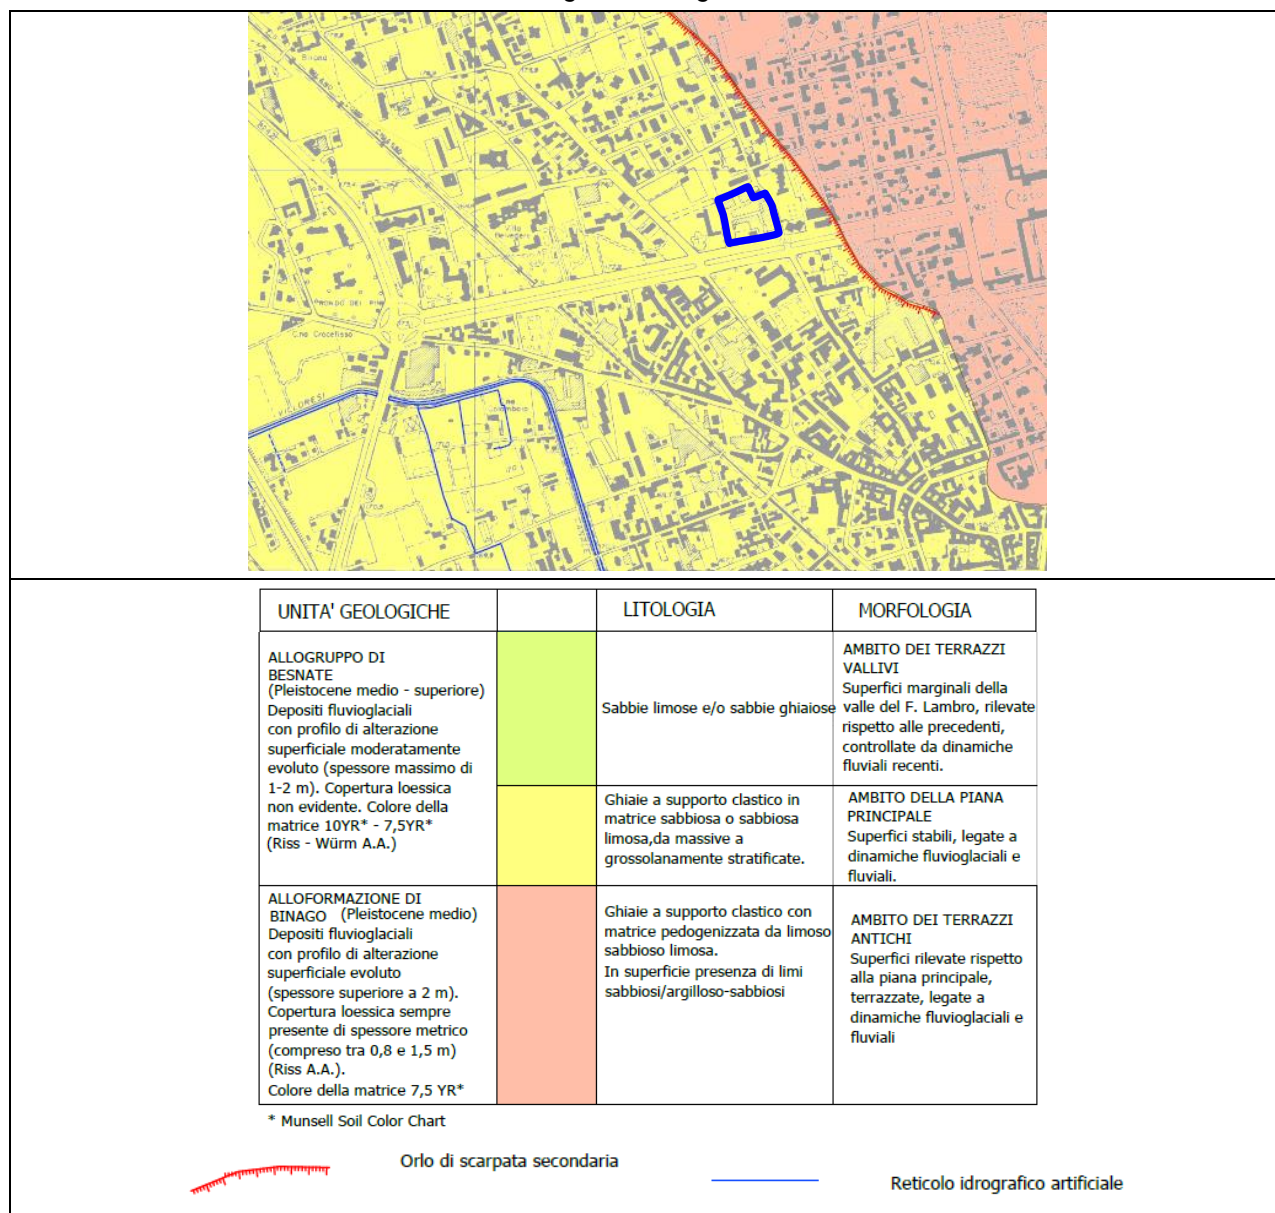 Biruna
RONDO' DEI PINI
C.na Crocefisso
VILLORESI
UNITA' GEOLOGICHE
LITOLOGIA
MORFOLOGIA
ALLOGRUPPO DI
BESNATE
(Pleistocene medio - superiore)
Depositi fluvioglaciali
con profilo di alterazione
superficiale moderatamente
evoluto (spessore massimo di
1-2 m). Copertura loessica
non evidente. Colore della
matrice 10YR* - 7,5YR*
(Riss - Würm A.A.)
Sabbie limose e/o sabbie ghiaiose
AMBITO DEI TERRAZZI
VALLIVI
Superfici marginali della
valle del F. Lambro, rilevate
rispetto alle precedenti,
controllate da dinamiche
fluviali recenti.
Ghiaie a supporto clastico in
matrice sabbiosa o sabbiosa
limosa,da massive a
grossolanamente stratificate.
AMBITO DELLA PIANA
PRINCIPALE
Superfici stabili, legate a
dinamiche fluvioglaciali e
fluviali.
ALLOFORMAZIONE DI
BINAGO (Pleistocene medio)
Depositi fluvioglaciali
con profilo di alterazione
superficiale evoluto
(spessore superiore a 2 m).
Copertura loessica sempre
presente di spessore metrico
(compreso tra 0,8 e 1,5 m)
(Riss A.A.).
Colore della matrice 7,5 YR*
Ghiaie a supporto clastico con
matrice pedogenizzata da limoso
sabbioso limosa.
In superficie presenza di limi
sabbiosi/argilloso-sabbiosi
AMBITO DEI TERRAZZI
ANTICHI
Superfici rilevate rispetto
alla piana principale,
terrazzate, legate a
dinamiche fluvioglaciali e
fluviali
* Munsell Soil Color Chart
Orlo di scarpata secondaria
Reticolo idrografico artificiale